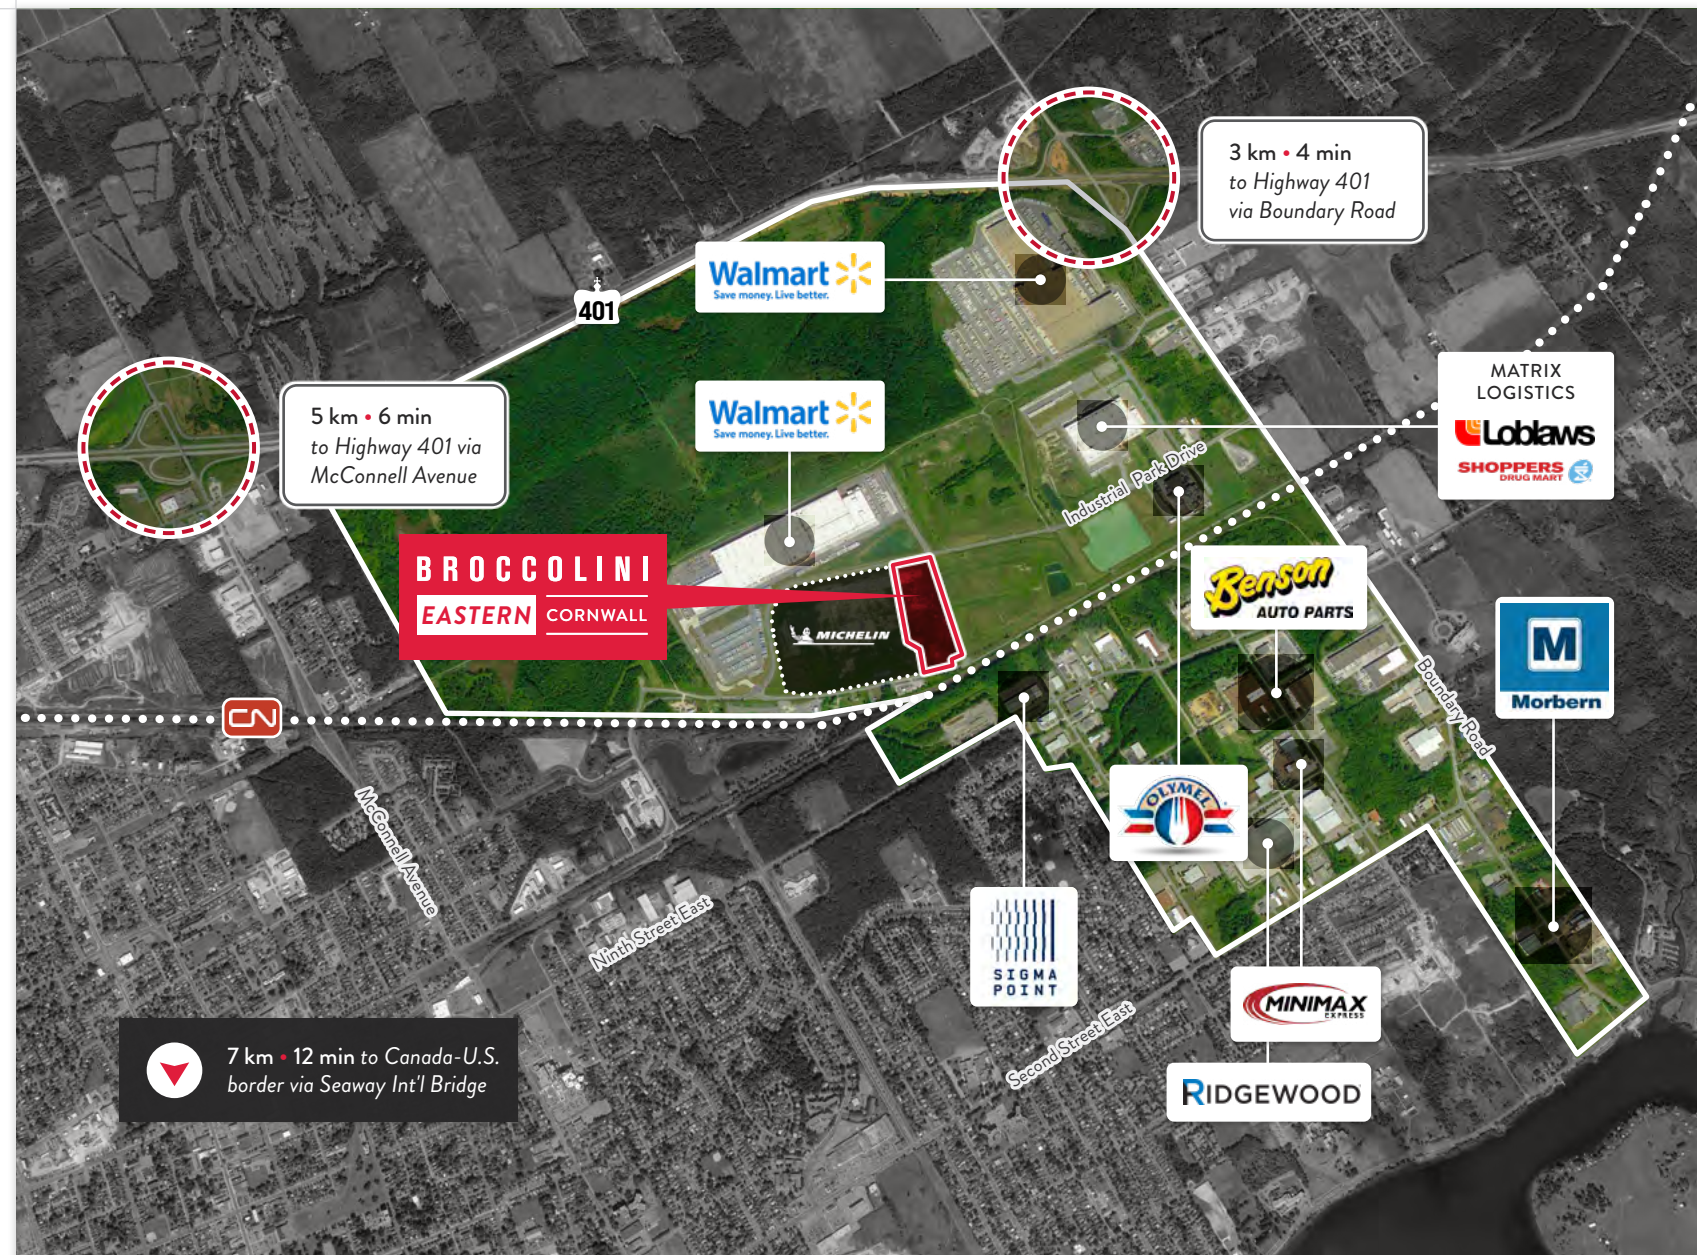 3 km • 4 min
to Highway 401
via Boundary Road
Walmart
Save money. Live better.
401
MATRIX
LOGISTICS
Loblaws
SHOPPERS
DRUG MART
5 km • 6 min
to Highway 401 via
McConnell Avenue
Walmart
Save money. Live better.
Industrial Park Drive
BROCCOLINI
EASTERN
CORNWALL
MICHELIN
Benson
AUTO PARTS
M
Morbern
CN
Boundary Road
McConnell Avenue
OLYMEL
Ninth Street East
SIGMA
POINT
MINIMAX
EXPRESS
Second Street East
RIDGEWOOD
7 km • 12 min to Canada-U.S.
border via Seaway Int'l Bridge